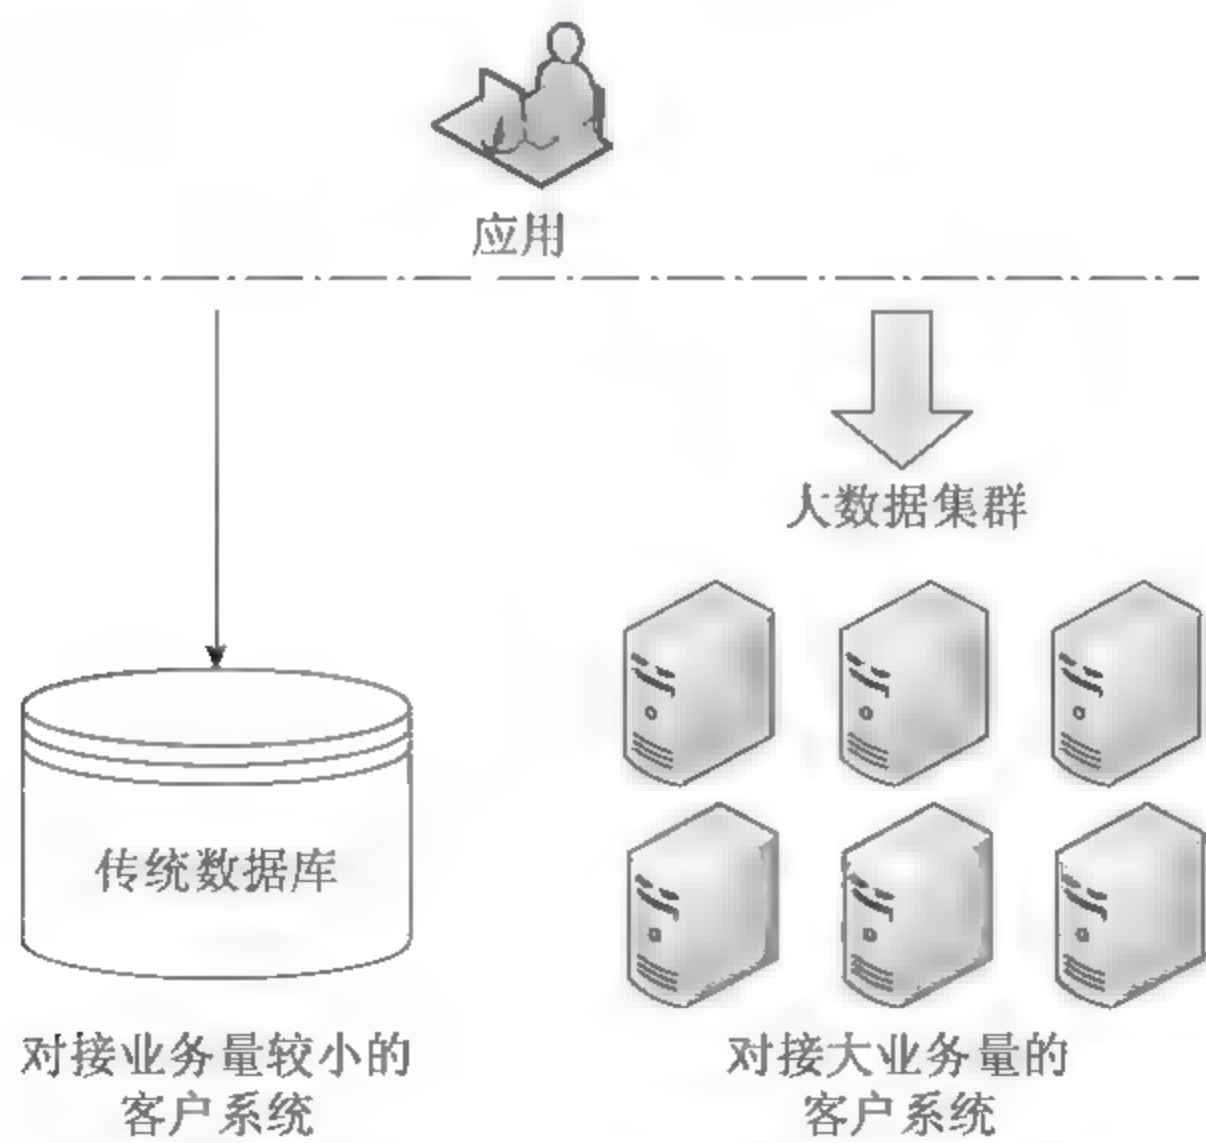 应用
大数据集群
传统数据库
对接业务量较小的
客户系统
对接大业务量的
客户系统